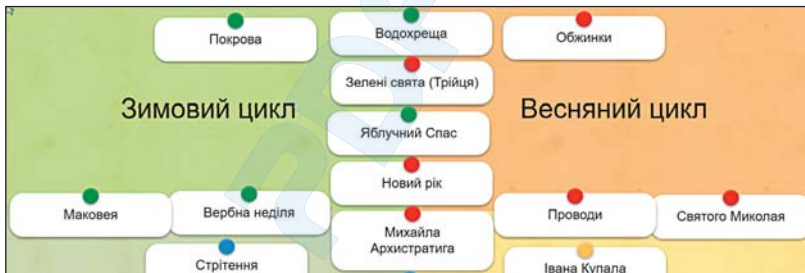 Покрова
Водохреща
Обжинки
Зелені свята (Трійця)
Зимовий цикл
Весняний цикл
Яблучний Спас
Новий рік
Маковея
Вербна неділя
Проводи
Святого Миколая
Михайла
Архистратига
Стрітення
Івана Купала